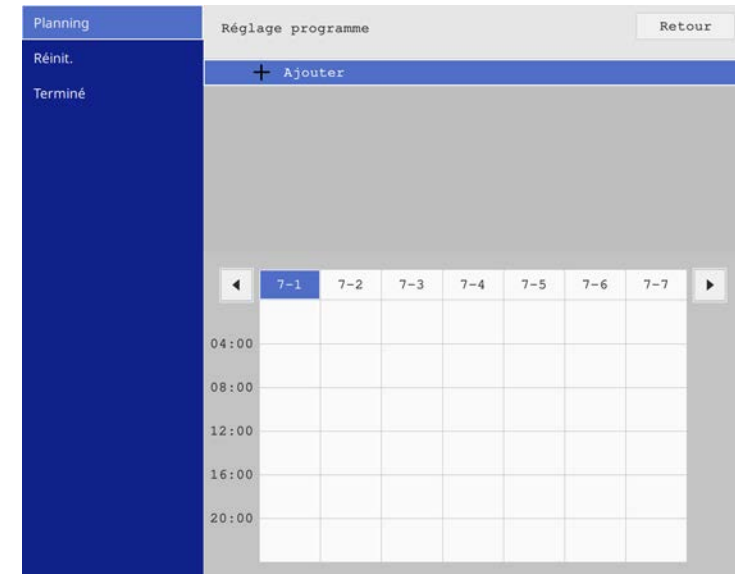 Planning
Réinit.
Terminé
Réglage programme
Retour
+ Ajouter
7-1 7-2 7-3 7-4 7-5 7-6 7-7
04:00
08:00
12:00
16:00
20:00